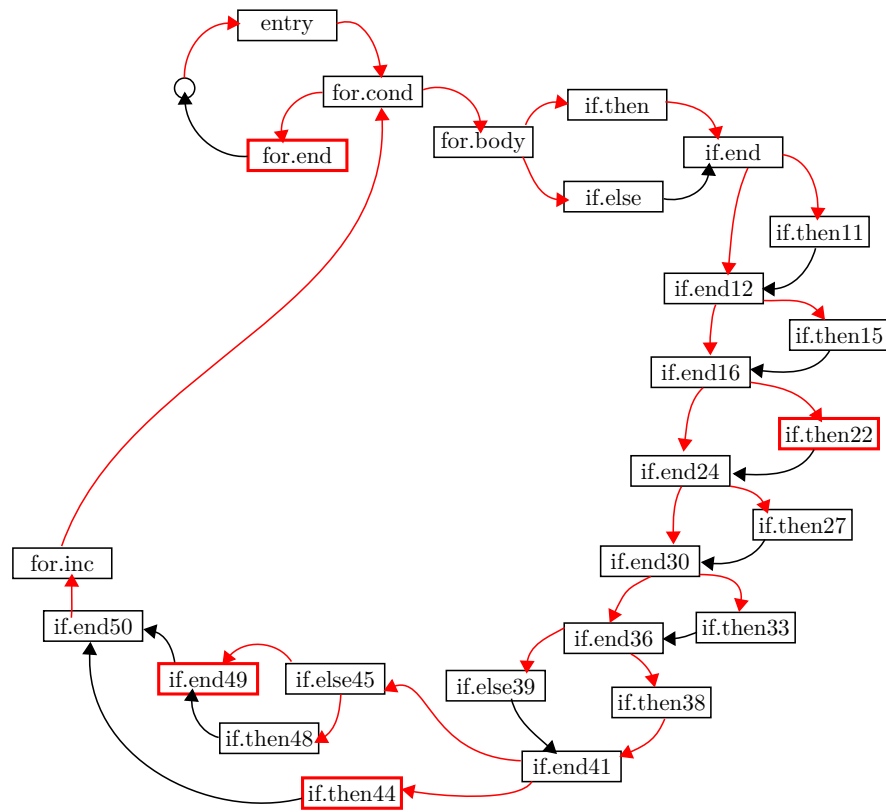 entry
for.cond
if.then
for.body
if.end
for.end
if.else
if.then11
if.end12
if.then15
if.end16
if.then22
if.end24
if.then27
if.end30
for.inc
if.end50
if.then33
if.end36
if.end49
if.else45
if.else39
if.then38
if.then48
if.end41
if.then44